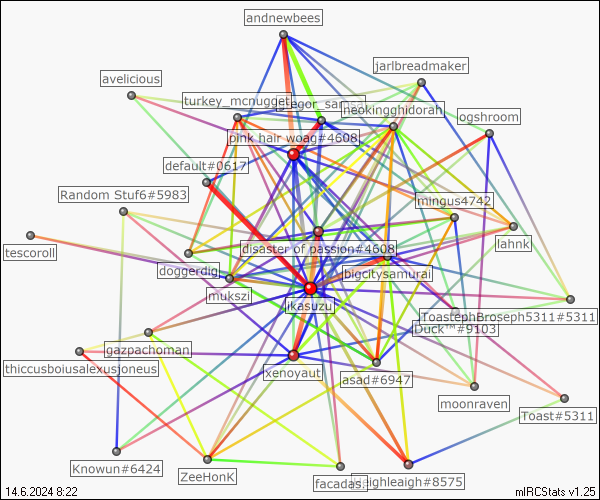 andnewbees
jarlbreadmaker
avelicious
turkey_mcnugget
neokingghidorah
ogshroom
pink hair woag#4608
default#0617
Random Stuf6#5983
mingus4742
tescoroll
disaster of passion#4608
lahnk
doggerdig
bigcitysamurai
mukszi
ikasuzu
ToastephBroseph5311#5311
Duck™#9103
gazpachoman
thiccusboiusalexusjoneus
xenoyaut
asad#6947
moonraven
Toast#5311
Knowun#6424
ZeeHonK
facadas
leighleigh#8575
14.6.2024 8:22
mIRCStats v1.25